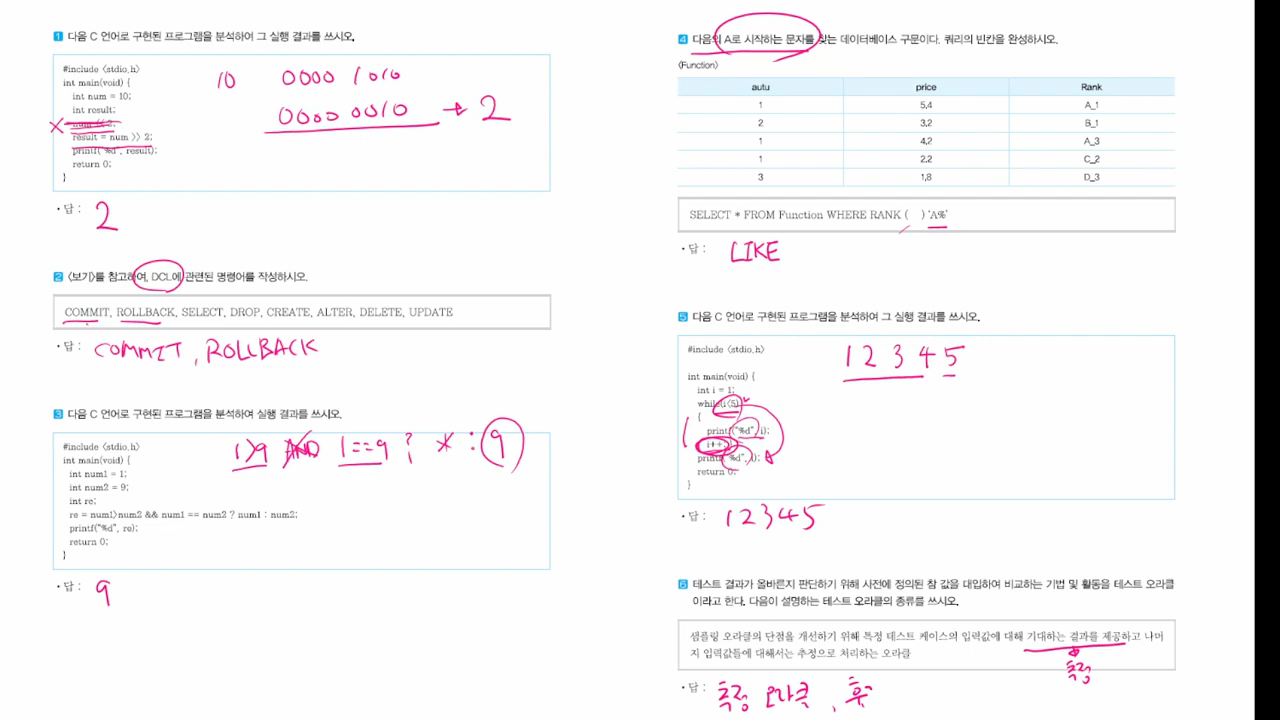 1 다음 C 언어로 구현된 프로그램을 분석하여 그 실행 결과를 쓰시오.
#include <stdio.h>
int main(void) {
int num = 10;
int result;
result = num >> 2;
printf("%d", result);
return 0;
}
10 0000 1010
0000 0010 → 2
• 답 : 2
2 <보기>를 참고하여, DCL에 관련된 명령어를 작성하시오.
COMMIT, ROLLBACK, SELECT, DROP, CREATE, ALTER, DELETE, UPDATE
• 답 : COMMIT, ROLLBACK
3 다음 C 언어로 구현된 프로그램을 분석하여 실행 결과를 쓰시오.
#include <stdio.h>
int main(void) {
int num1 = 1;
int num2 = 9;
int re;
re = num1>num2 && num1 == num2 ? num1 : num2;
printf("%d", re);
return 0;
}
1>9 AND 1==9 ? * : 9
• 답 : 9
4 다음의 A로 시작하는 문자를 찾는 데이터베이스 구문이다. 쿼리의 빈칸을 완성하시오.
<Function>
autu price Rank
1 5,4 A_1
2 3,2 B_1
1 4,2 A_3
1 2,2 C_2
3 1,8 D_3
SELECT * FROM Function WHERE RANK ( ) 'A%'
• 답 : LIKE
5 다음 C 언어로 구현된 프로그램을 분석하여 그 실행 결과를 쓰시오.
#include <stdio.h>
int main(void) {
int i = 1;
while(i<5)
{
printf("%d", i);
i++; }
printf("%d", i);
return 0;
}
1 2 3 4 5
1
• 답 : 12345
6 테스트 결과가 올바른지 판단하기 위해 사전에 정의된 참 값을 대입하여 비교하는 기법 및 활동을 테스트 오라클
이라고 한다. 다음이 설명하는 테스트 오라클의 종류를 쓰시오.
샘플링 오라클의 단점을 개선하기 위해 특정 테스트 케이스의 입력값에 대해 기대하는 결과를 제공하고 나머
지 입력값들에 대해서는 추정으로 처리하는 오라클
추정
• 답 : 추정 오라클,